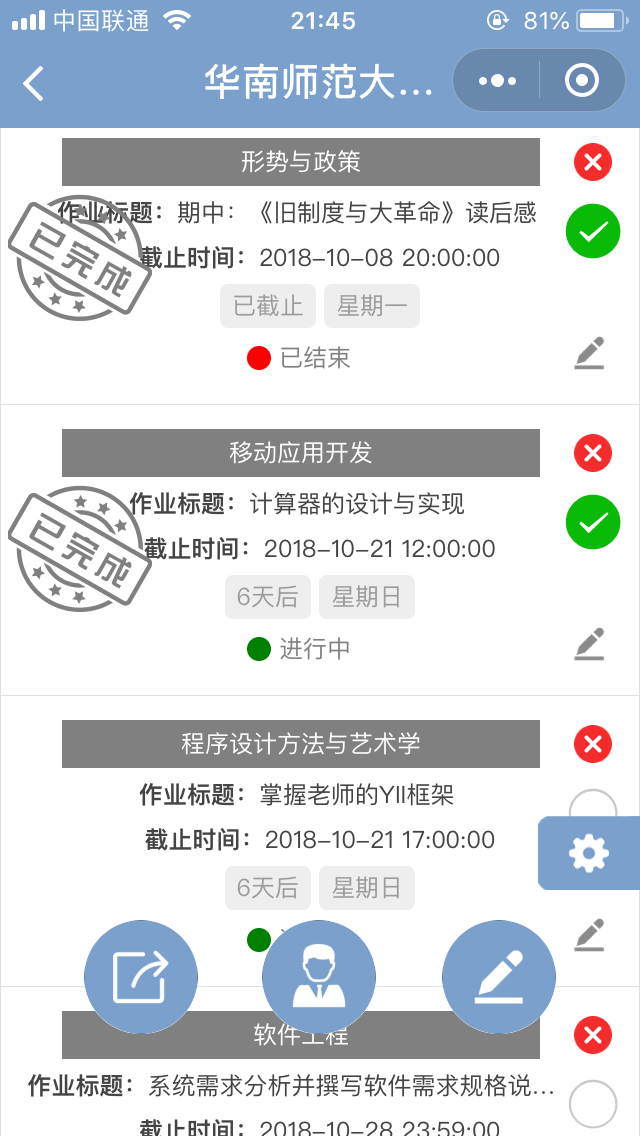 中国联通 21:45 81%
华南师范大…
形势与政策
作业标题：期中：《旧制度与大革命》读后感
已完成
截止时间：2018-10-08 20:00:00
已截止 星期一
已结束
移动应用开发
作业标题：计算器的设计与实现
已完成
截止时间：2018-10-21 12:00:00
6天后 星期日
进行中
程序设计方法与艺术学
作业标题：掌握老师的YII框架
截止时间：2018-10-21 17:00:00
6天后 星期日
软件工程
作业标题：系统需求分析并撰写软件需求规格说…
截止时间：2018-10-28 23:59:00